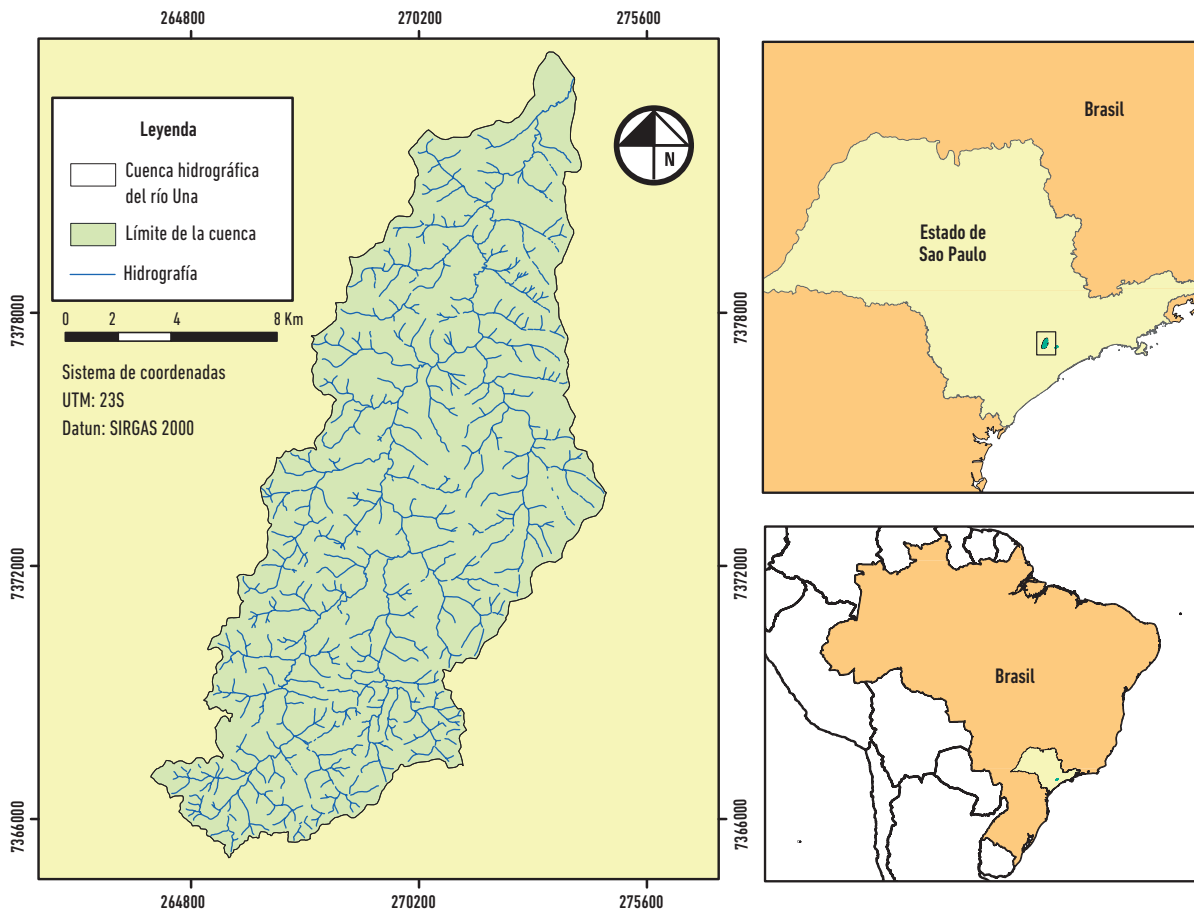 264800
270200
275600
Leyenda
Cuenca hidrográfica
del río Una
Límite de la cuenca
Hidrografía
0
2
4
8 Km
Sistema de coordenadas
UTM: 23S
Datun: SIRGAS 2000
N
7378000
7372000
7366000
7378000
7372000
7366000
264800
270200
275600
Brasil
Estado de
Sao Paulo
Brasil